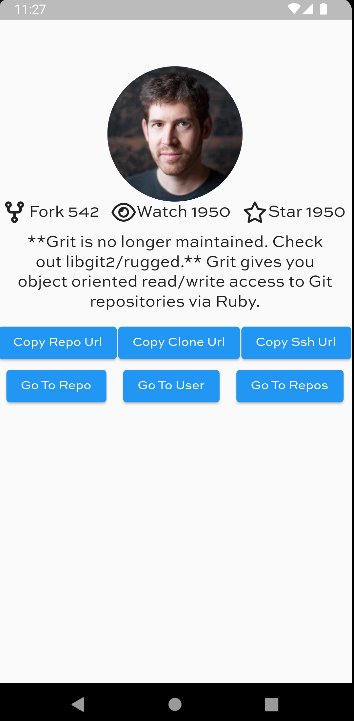 11:27
Fork 542 Watch 1950 Star 1950
**Grit is no longer maintained. Check
out libgit2/rugged.** Grit gives you
object oriented read/write access to Git
repositories via Ruby.
Copy Repo Url Copy Clone Url Copy Ssh Url
Go To Repo Go To User Go To Repos